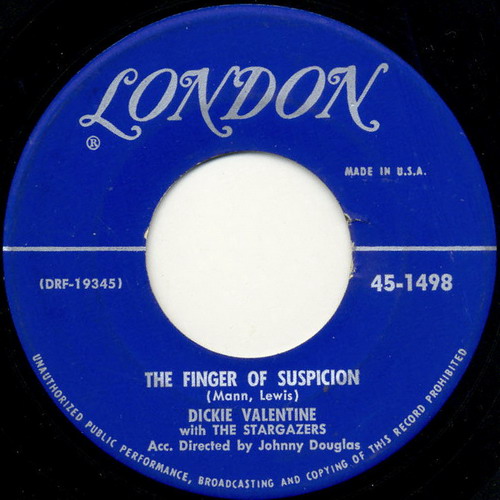 LONDON
®
MADE IN U.S.A.
(DRF-19345)
45-1498
THE FINGER OF SUSPICION
(Mann, Lewis)
DICKIE VALENTINE
with THE STARGAZERS
Acc. Directed by Johnny Douglas
UNAUTHORIZED PUBLIC PERFORMANCE, BROADCASTING AND COPYING OF THIS RECORD PROHIBITED